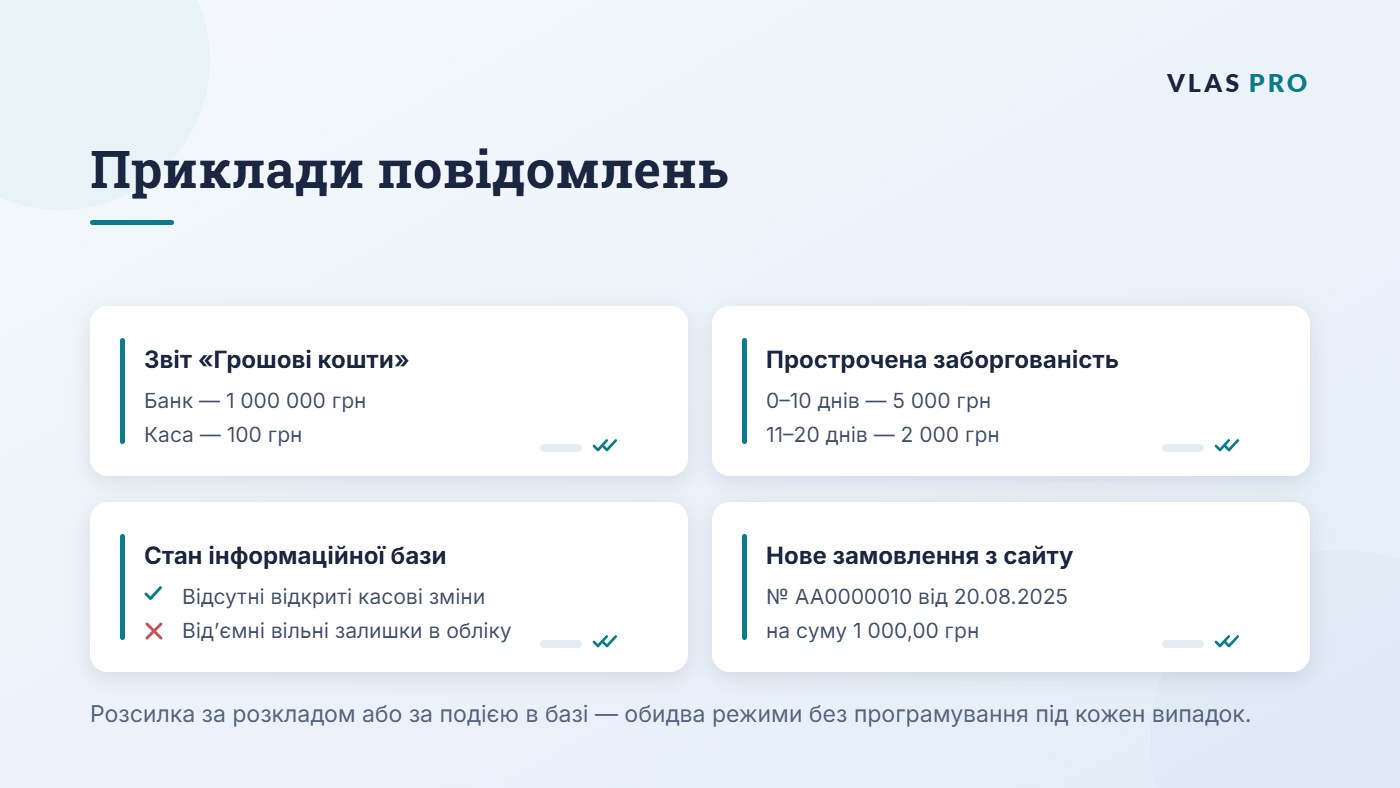 VLAS PRO
Приклади повідомлень
Звіт «Грошові кошти»
Банк — 1 000 000 грн
Каса — 100 грн
Прострочена заборгованість
0–10 днів — 5 000 грн
11–20 днів — 2 000 грн
Стан інформаційної бази
Відсутні відкриті касові зміни
Від’ємні вільні залишки в обліку
Нове замовлення з сайту
№ АА0000010 від 20.08.2025
на суму 1 000,00 грн
Розсилка за розкладом або за подією в базі — обидва режими без програмування під кожен випадок.